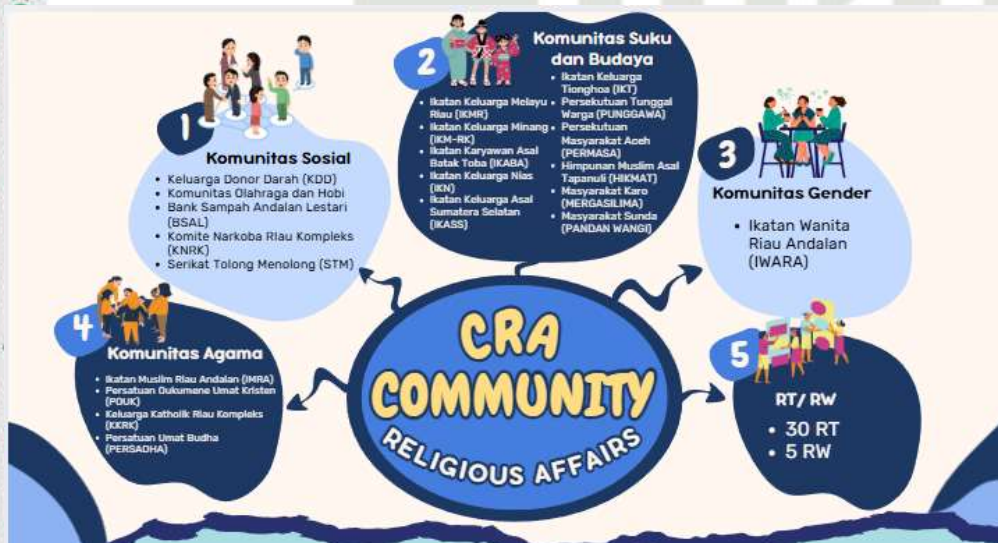 1
Komunitas Sosial
• Keluarga Donor Darah (KDD)
• Komunitas Olahraga dan Hobi
• Bank Sampah Andalan Lestari
(BSAL)
• Komite Narkoba RIau Kompleks
(KNRK)
• Serikat Tolong Menolong (STM)
2
Komunitas Suku
dan Budaya
• Ikatan Keluarga Melayu
Riau (IKMR)
• Ikatan Keluarga Minang
(IKM-RK)
• Ikatan Karyawan Asal
Batak Toba (IKABA)
• Ikatan Keluarga Nias
(IKN)
• Ikatan Keluarga Asal
Sumatera Selatan
(IKASS)
• Ikatan Keluarga
Tionghoa (IKT)
• Persekutuan Tunggal
Warga (PUNGGAWA)
• Persekutuan
Masyarakat Aceh
(PERMASA)
• Himpunan Muslim Asal
Tapanuli (HIKMAT)
• Masyarakat Karo
(MERGASILIMA)
• Masyarakat Sunda
(PANDAN WANGI)
3
Komunitas Gender
• Ikatan Wanita
Riau Andalan
(IWARA)
4
Komunitas Agama
• Ikatan Muslim Riau Andalan (IMRA)
• Persatuan Oukumene Umat Kristen
(POUK)
• Keluarga Katholik Riau Kompleks
(KKRK)
• Persatuan Umat Budha
(PERSADHA)
5
RT/ RW
• 30 RT
• 5 RW
CRA
COMMUNITY
RELIGIOUS AFFAIRS